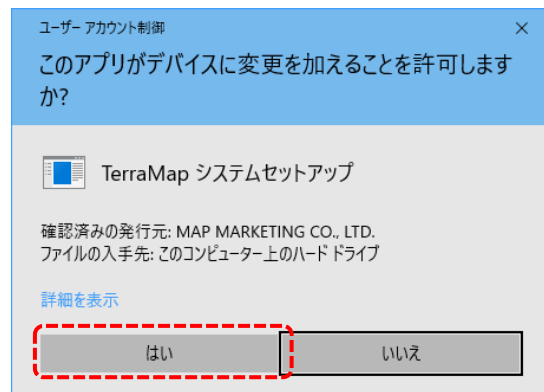 ユーザー アカウント制御
このアプリがデバイスに変更を加えることを許可します
か?
TerraMap システムセットアップ
確認済みの発行元: MAP MARKETING CO., LTD.
ファイルの入手先: このコンピューター上のハード ドライブ
詳細を表示
はい
いいえ